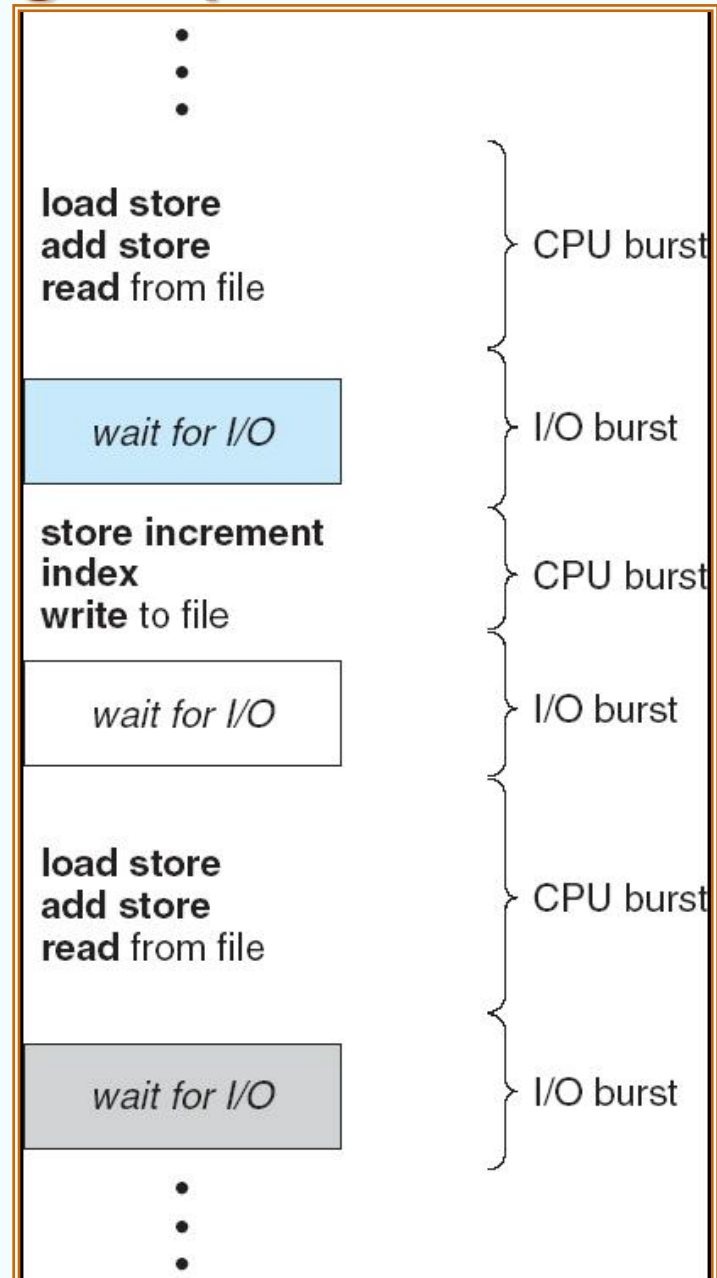 load store
add store
read from file
CPU burst
wait for I/O
I/O burst
store increment
index
write to file
CPU burst
wait for I/O
I/O burst
load store
add store
read from file
CPU burst
wait for I/O
I/O burst